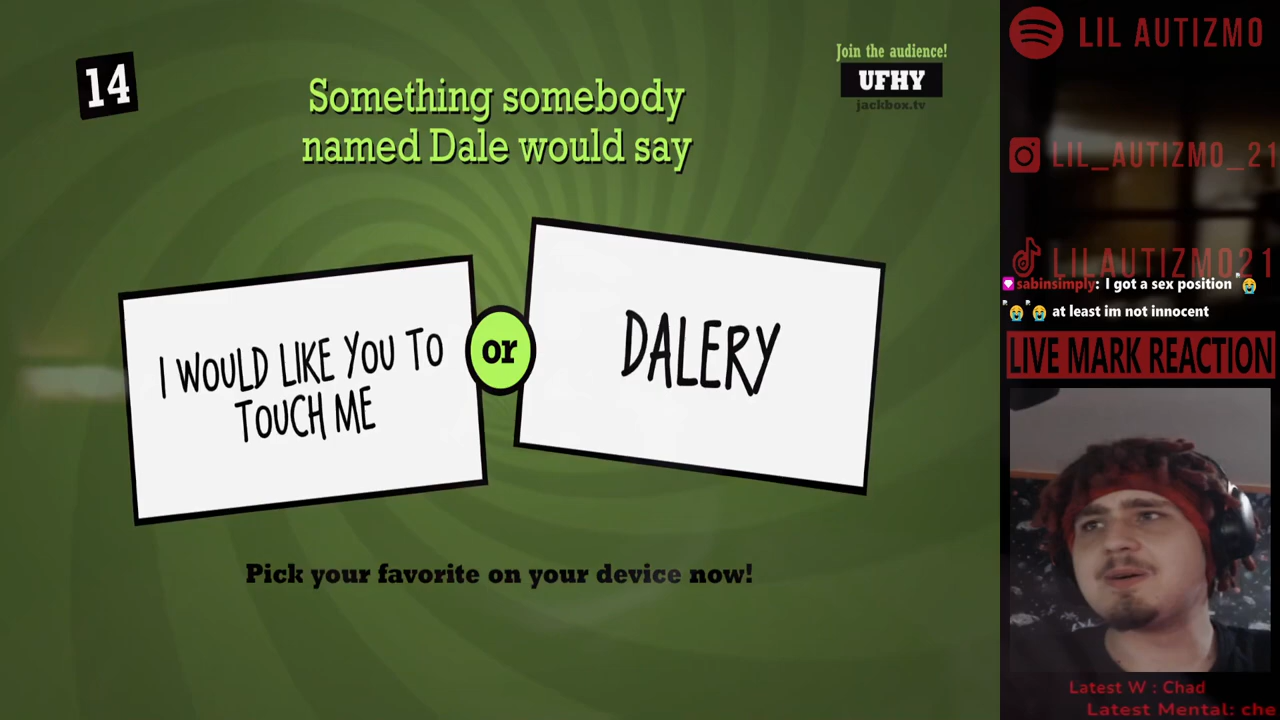 14
Something somebody
named Dale would say
Join the audience!
UFHY
jackbox.tv
I WOULD LIKE YOU TO
TOUCH ME
or
DALERY
Pick your favorite on your device now!
LIL AUTIZMO
LIL_AUTIZMO_21
LILAUTIZMO21
sabinsimply: I got a sex position 😭
😭😭 at least im not innocent
LIVE MARK REACTION
Latest W : Chad
Latest Mental: che